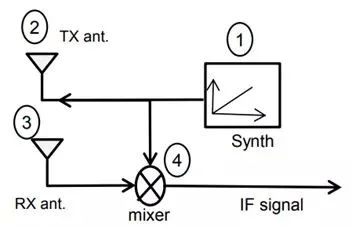 2
TX ant.
1
Synth
3
RX ant.
4
mixer
IF signal